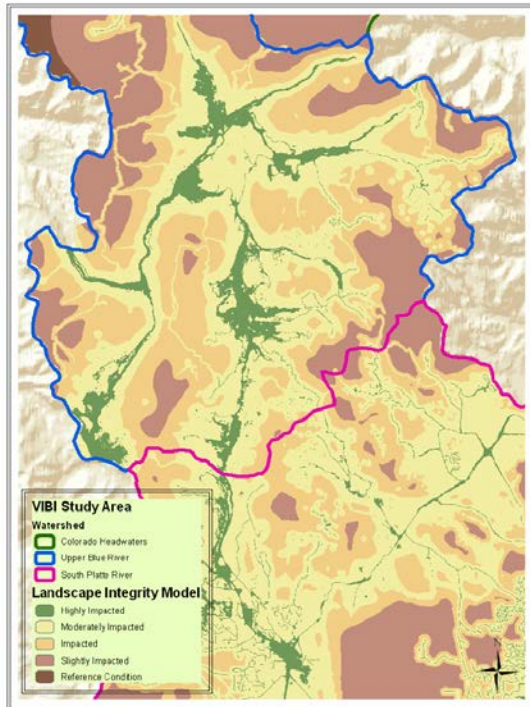 VIBI Study Area
Watershed
Colorado Headwaters
Upper Blue River
South Platte River
Landscape Integrity Model
Highly Impacted
Moderately Impacted
Impacted
Slightly Impacted
Reference Condition
N